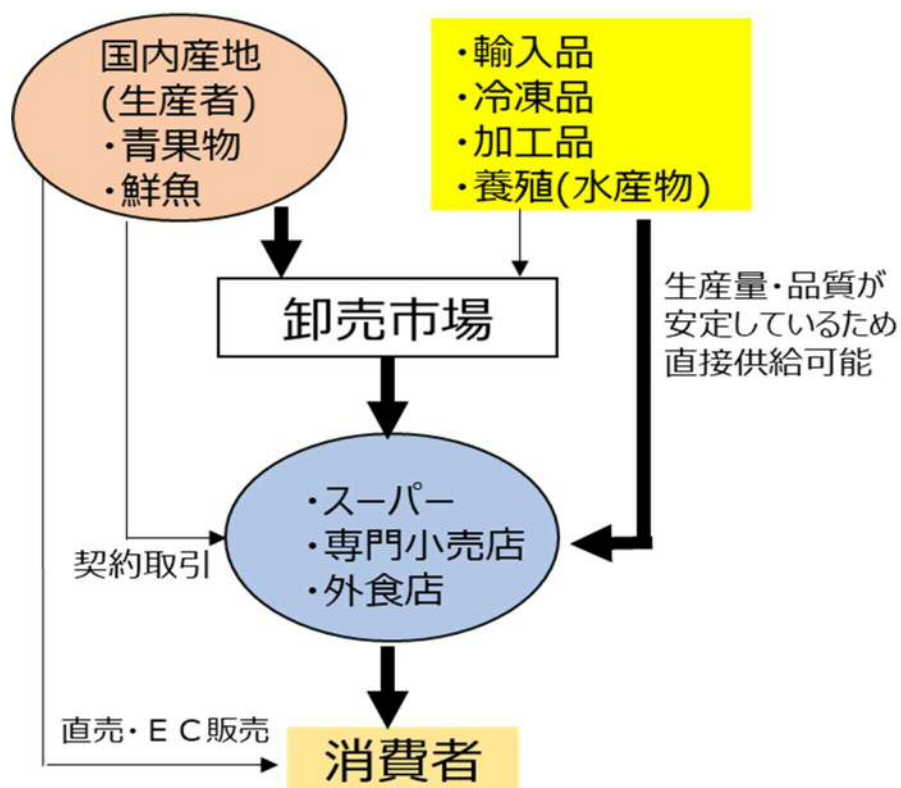 国内産地
(生産者)
・青果物
・鮮魚
・輸入品
・冷凍品
・加工品
・養殖(水産物)
卸売市場
生産量・品質が
安定しているため
直接供給可能
・スーパー
・専門小売店
・外食店
契約取引
直売・ＥＣ販売
消費者